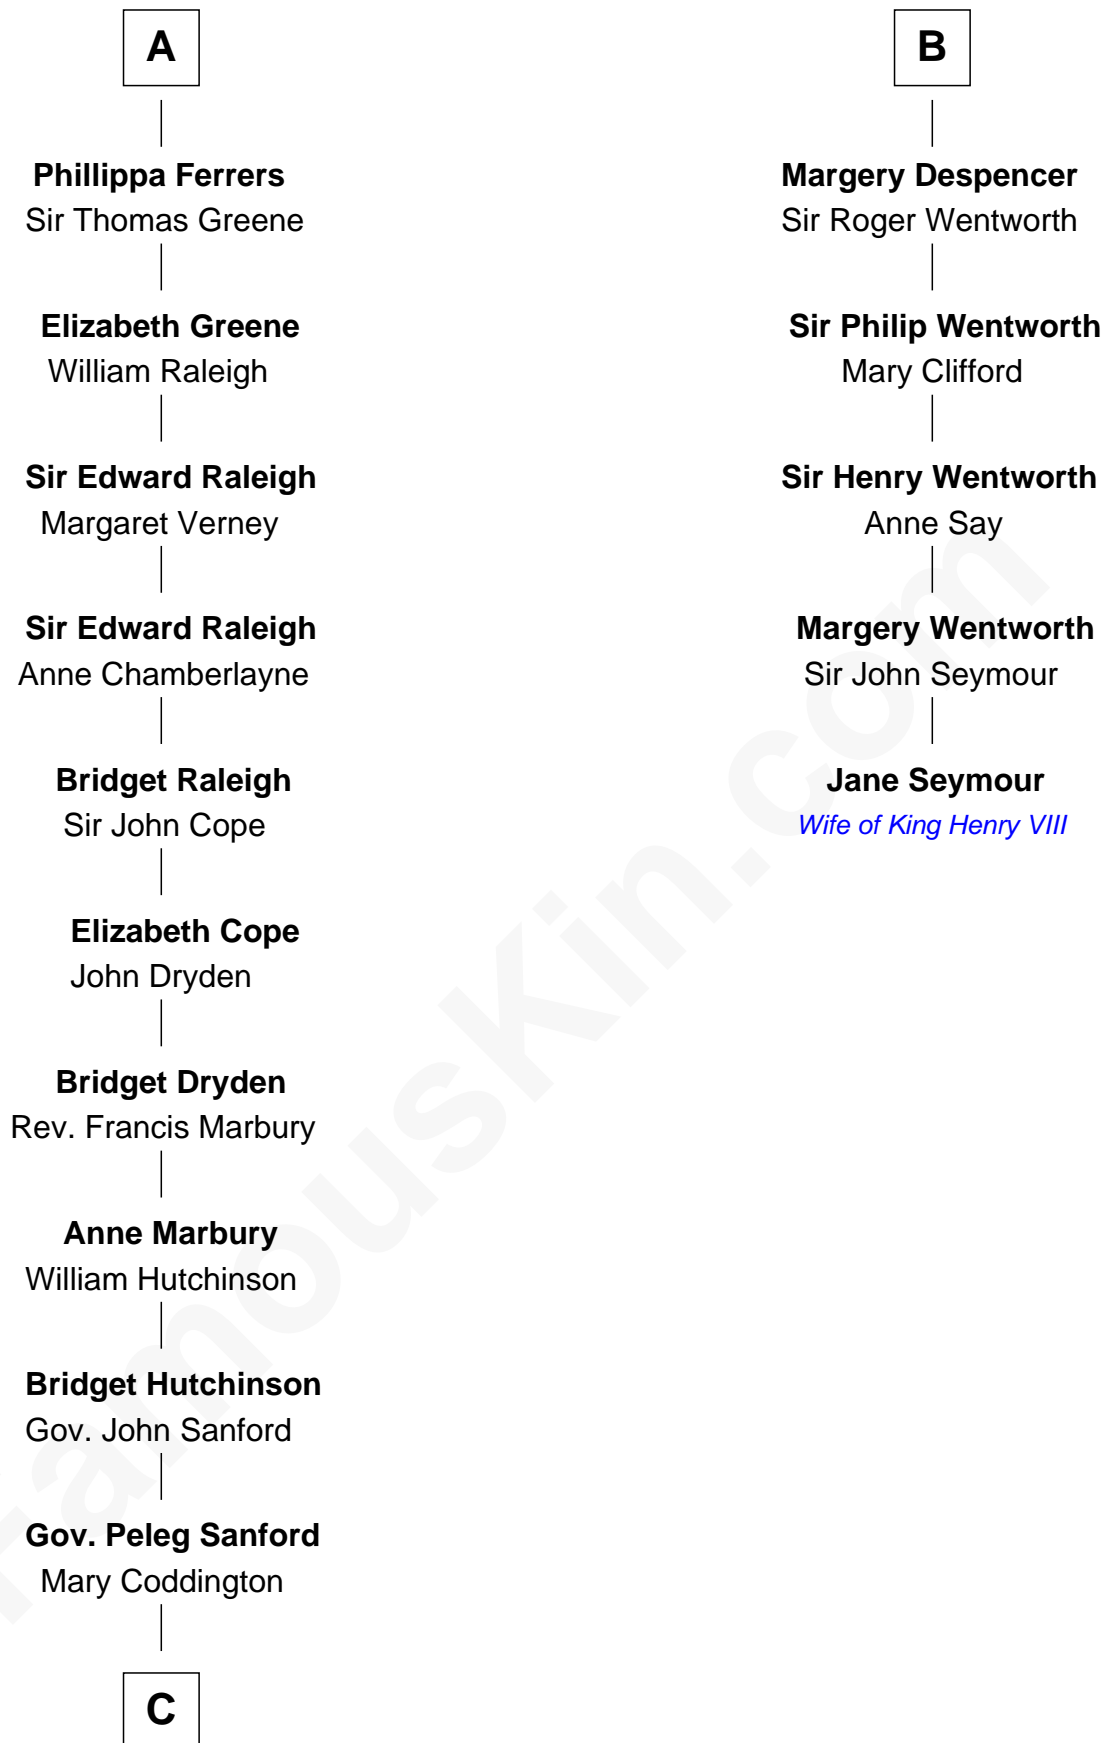 A
Phillippa Ferrers
Sir Thomas Greene
Elizabeth Greene
William Raleigh
Sir Edward Raleigh
Margaret Verney
Sir Edward Raleigh
Anne Chamberlayne
Bridget Raleigh
Sir John Cope
Elizabeth Cope
John Dryden
Bridget Dryden
Rev. Francis Marbury
Anne Marbury
William Hutchinson
Bridget Hutchinson
Gov. John Sanford
Gov. Peleg Sanford
Mary Coddington
C
B
Margery Despencer
Sir Roger Wentworth
Sir Philip Wentworth
Mary Clifford
Sir Henry Wentworth
Anne Say
Margery Wentworth
Sir John Seymour
Jane Seymour
Wife of King Henry VIII
FamousKin.com